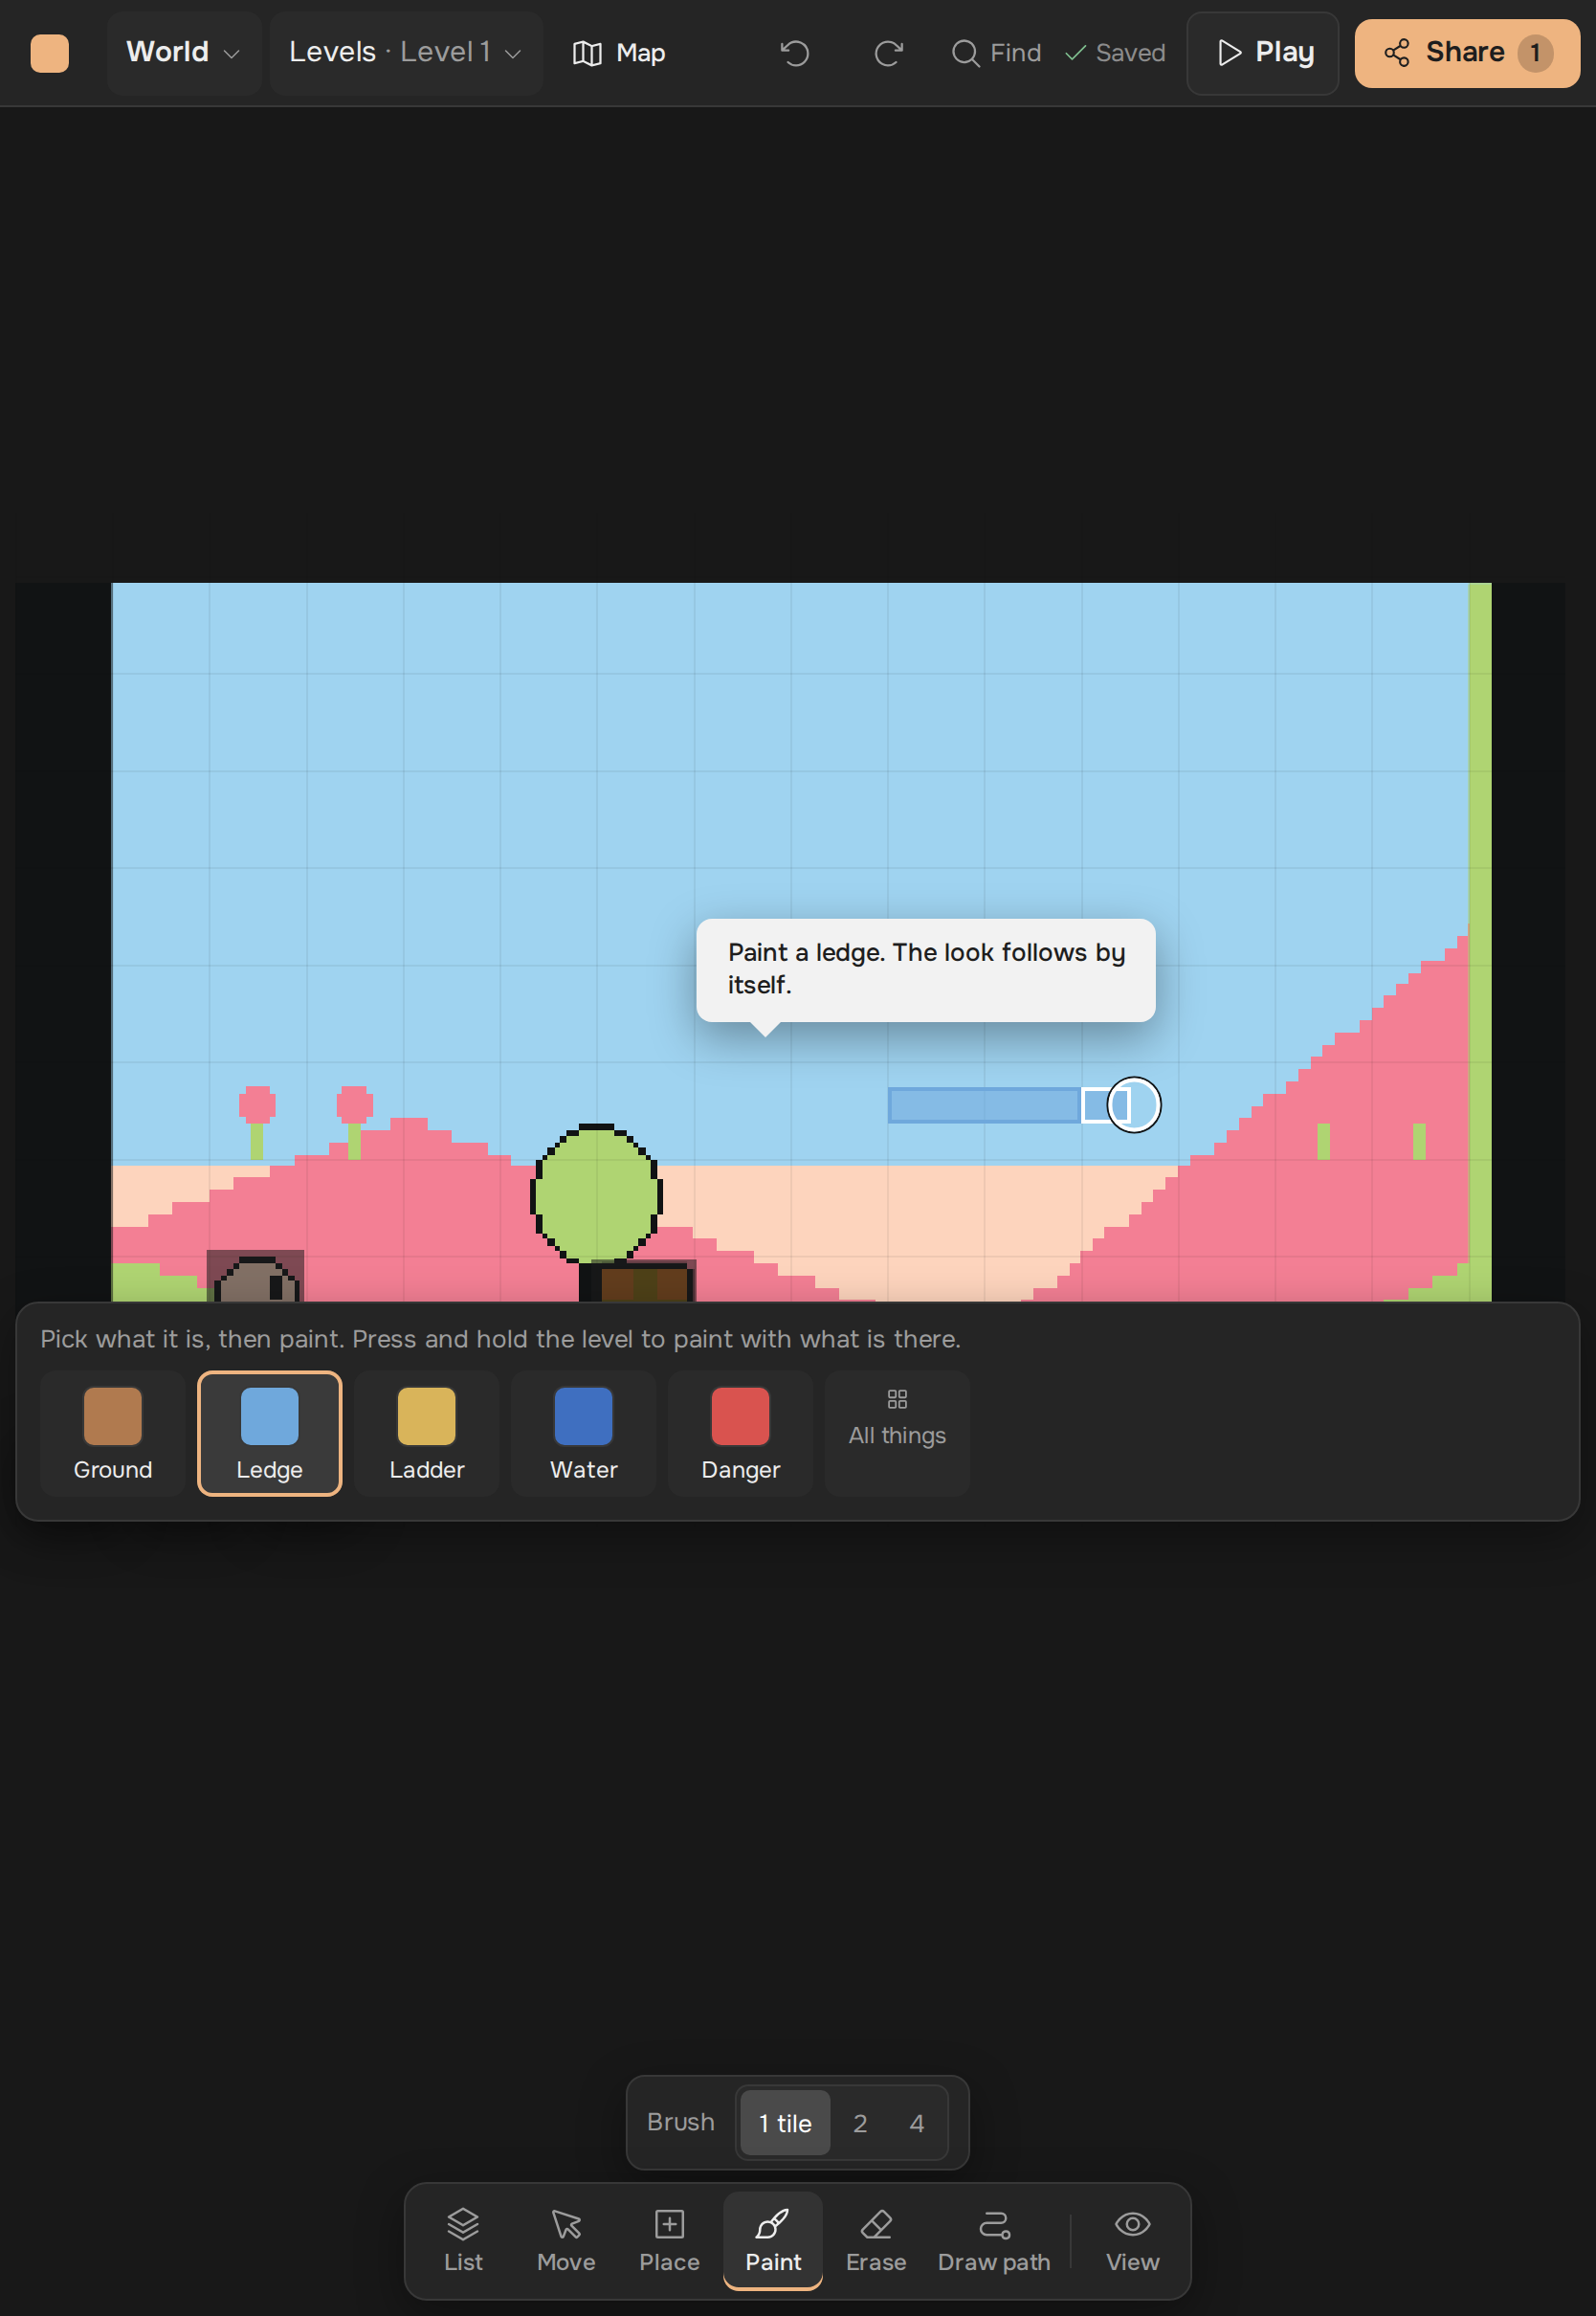 World
Levels · Level 1
Map
Find
Saved
Play
Share 1
Paint a ledge. The look follows by
itself.
Pick what it is, then paint. Press and hold the level to paint with what is there.
Ground
Ledge
Ladder
Water
Danger
All things
Brush
1 tile
2
4
List
Move
Place
Paint
Erase
Draw path
View